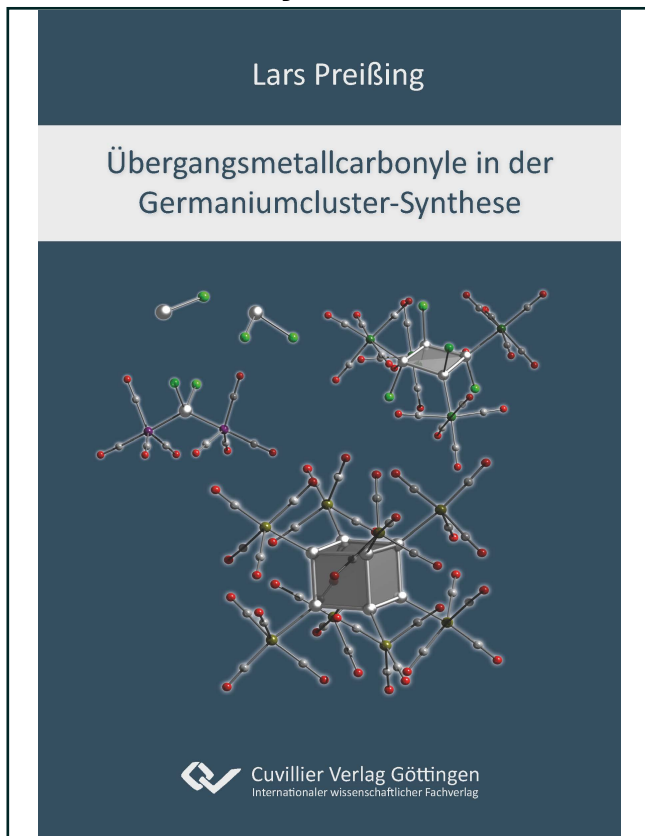 Lars Preißing
Übergangsmetallcarbonyle in der
Germaniumcluster-Synthese
Cuvillier Verlag Göttingen
Internationaler wissenschaftlicher Fachverlag